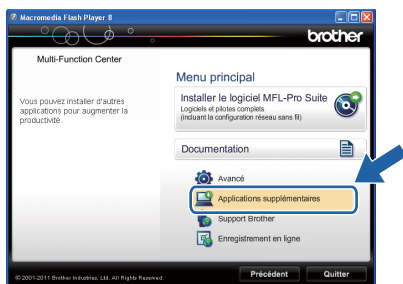 Macromedia Flash Player 8
brother
Multi-Function Center
Vous pouvez installer d'autres
applications pour augmenter la
productivité.
Menu principal
Installer le logiciel MFL-Pro Suite
Logiciels et pilotes complets
(incluant la configuration réseau sans fil)
Documentation
Avancé
Applications supplémentaires
Support Brother
Enregistrement en ligne
© 2001-2011 Brother Industries, Ltd. All Rights Reserved.
Précédent
Quitter